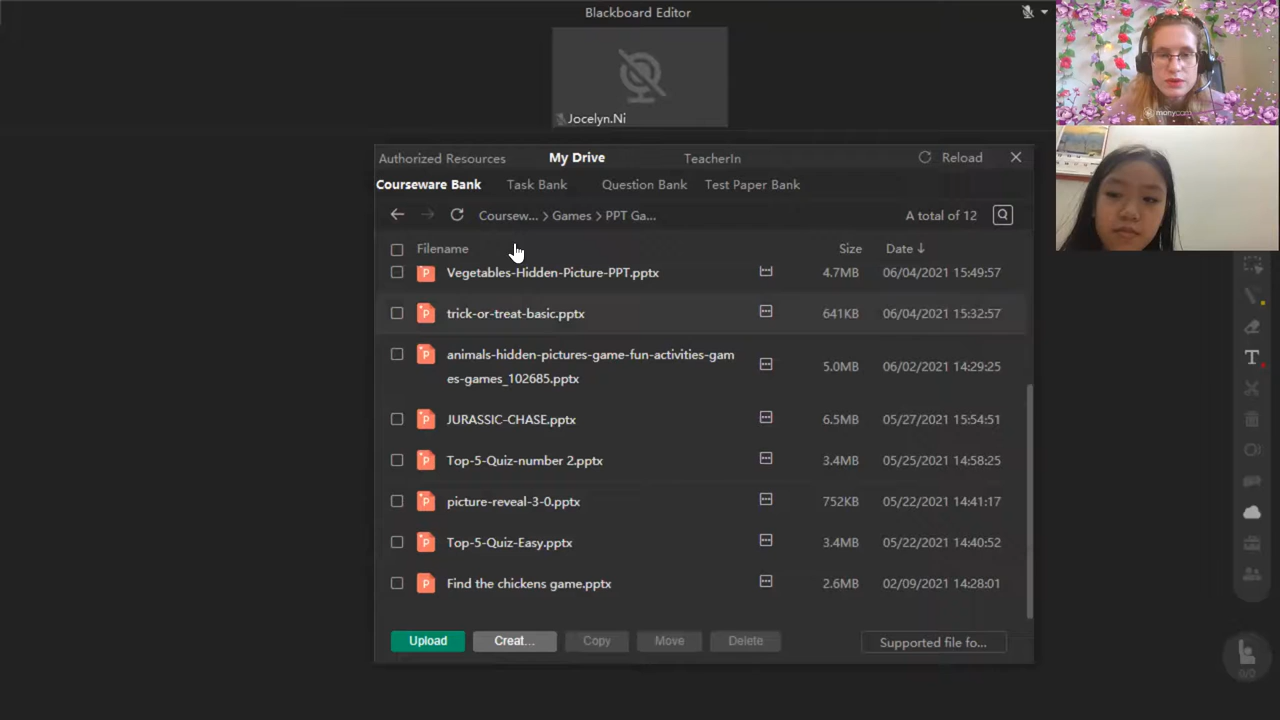 Blackboard Editor
Jocelyn.Ni
monycam
Authorized Resources My Drive TeacherIn Reload
Courseware Bank Task Bank Question Bank Test Paper Bank
Coursew... > Games > PPT Ga... A total of 12
Filename Size Date ↓
Vegetables-Hidden-Picture-PPT.pptx 4.7MB 06/04/2021 15:49:57
trick-or-treat-basic.pptx 641KB 06/04/2021 15:32:57
animals-hidden-pictures-game-fun-activities-gam
es-games_102685.pptx 5.0MB 06/02/2021 14:29:25
JURASSIC-CHASE.pptx 6.5MB 05/27/2021 15:54:51
Top-5-Quiz-number 2.pptx 3.4MB 05/25/2021 14:58:25
picture-reveal-3-0.pptx 752KB 05/22/2021 14:41:17
Top-5-Quiz-Easy.pptx 3.4MB 05/22/2021 14:40:52
Find the chickens game.pptx 2.6MB 02/09/2021 14:28:01
Upload Creat... Copy Move Delete Supported file fo...
0/0